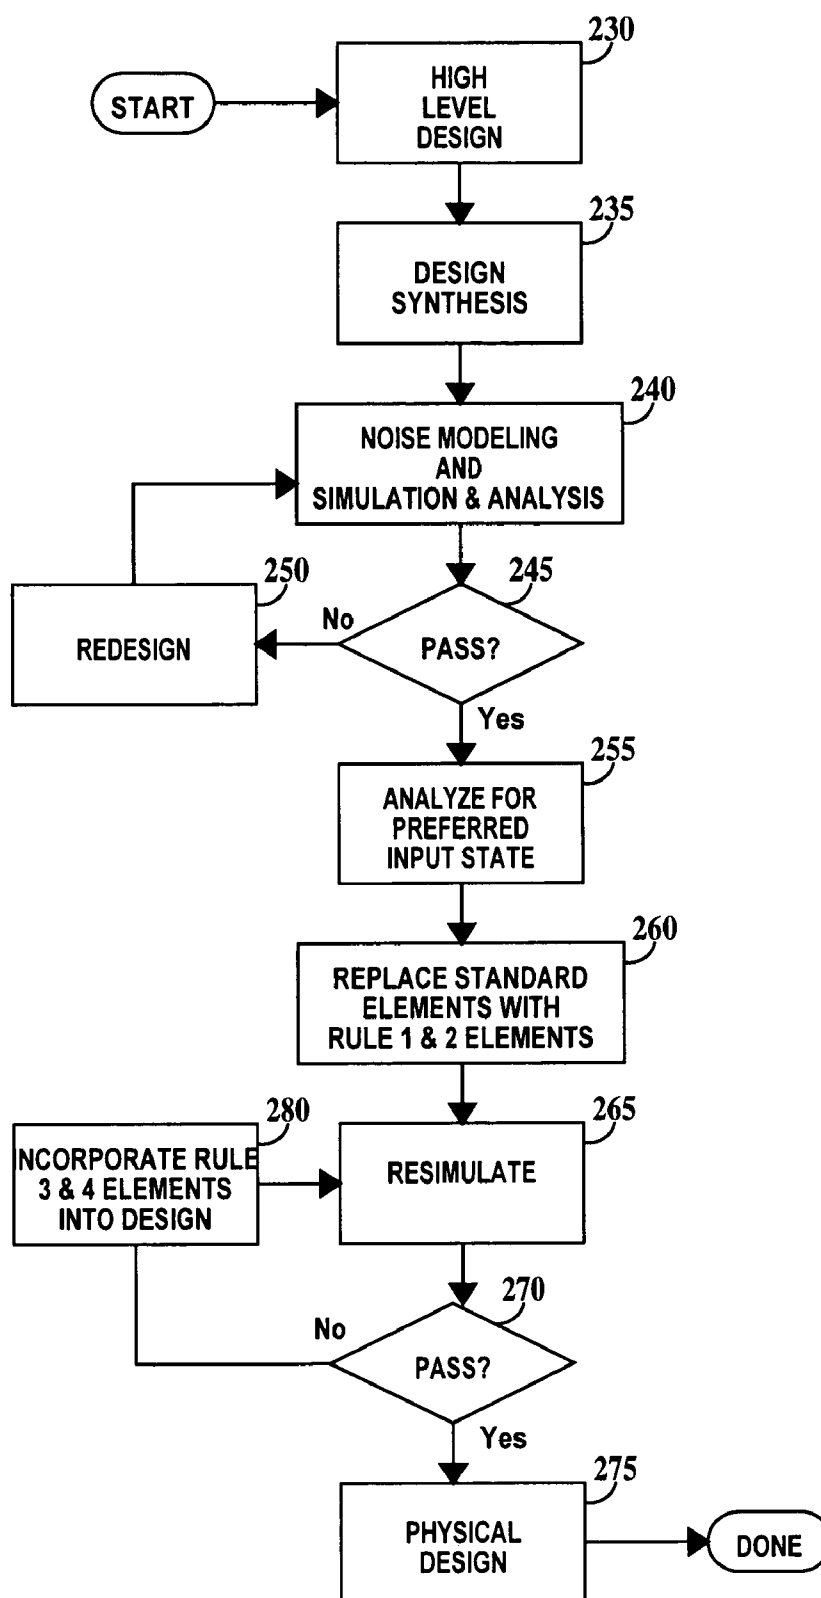 230
START
HIGH
LEVEL
DESIGN
235
DESIGN
SYNTHESIS
240
NOISE MODELING
AND
SIMULATION & ANALYSIS
250
245
No
REDESIGN
PASS?
Yes
255
ANALYZE FOR
PREFERRED
INPUT STATE
260
REPLACE STANDARD
ELEMENTS WITH
RULE 1 & 2 ELEMENTS
280
265
INCORPORATE RULE
3 & 4 ELEMENTS
INTO DESIGN
RESIMULATE
270
No
PASS?
Yes
275
PHYSICAL
DESIGN
DONE